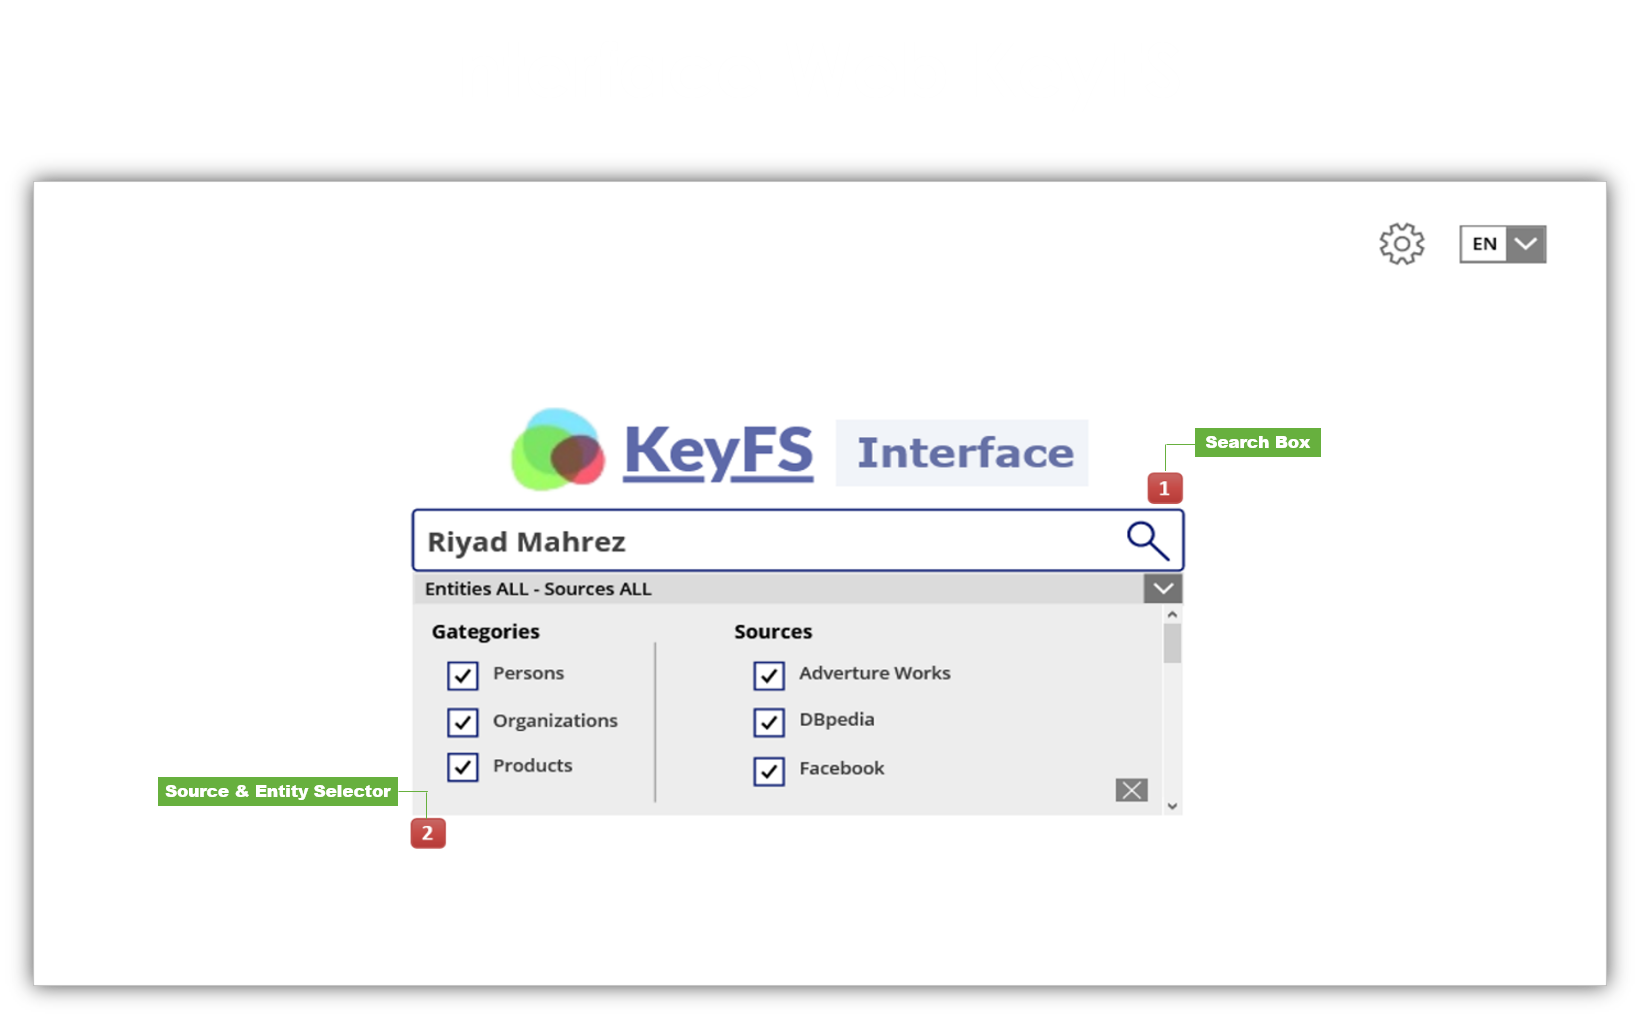 EN
KeyFS Interface
Search Box
1
Riyad Mahrez
Entities ALL - Sources ALL
Gategories
Persons
Organizations
Products
Sources
Adverture Works
DBpedia
Facebook
Source & Entity Selector
2